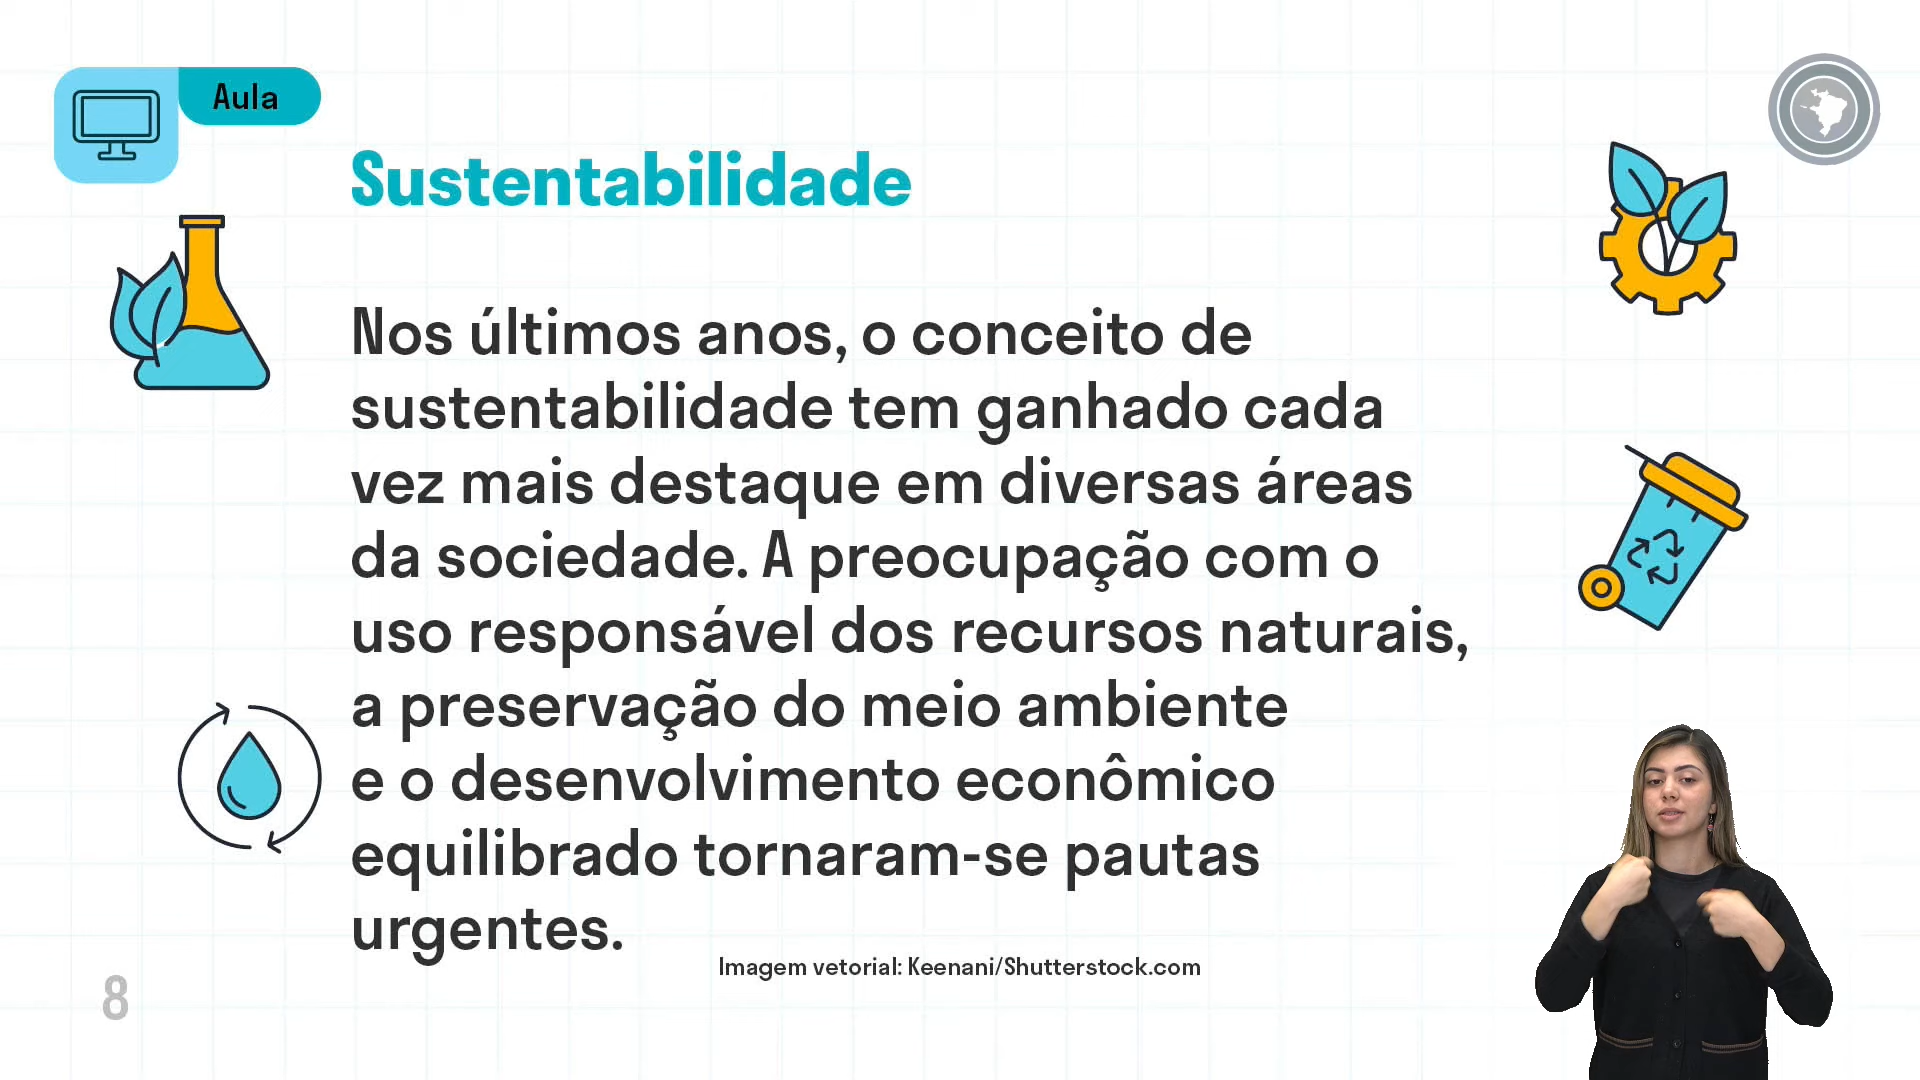 Aula
Sustentabilidade
Nos últimos anos, o conceito de
sustentabilidade tem ganhado cada
vez mais destaque em diversas áreas
da sociedade. A preocupação com o
uso responsável dos recursos naturais,
a preservação do meio ambiente
e o desenvolvimento econômico
equilibrado tornaram-se pautas
urgentes.
Imagem vetorial: Keenani/Shutterstock.com
8